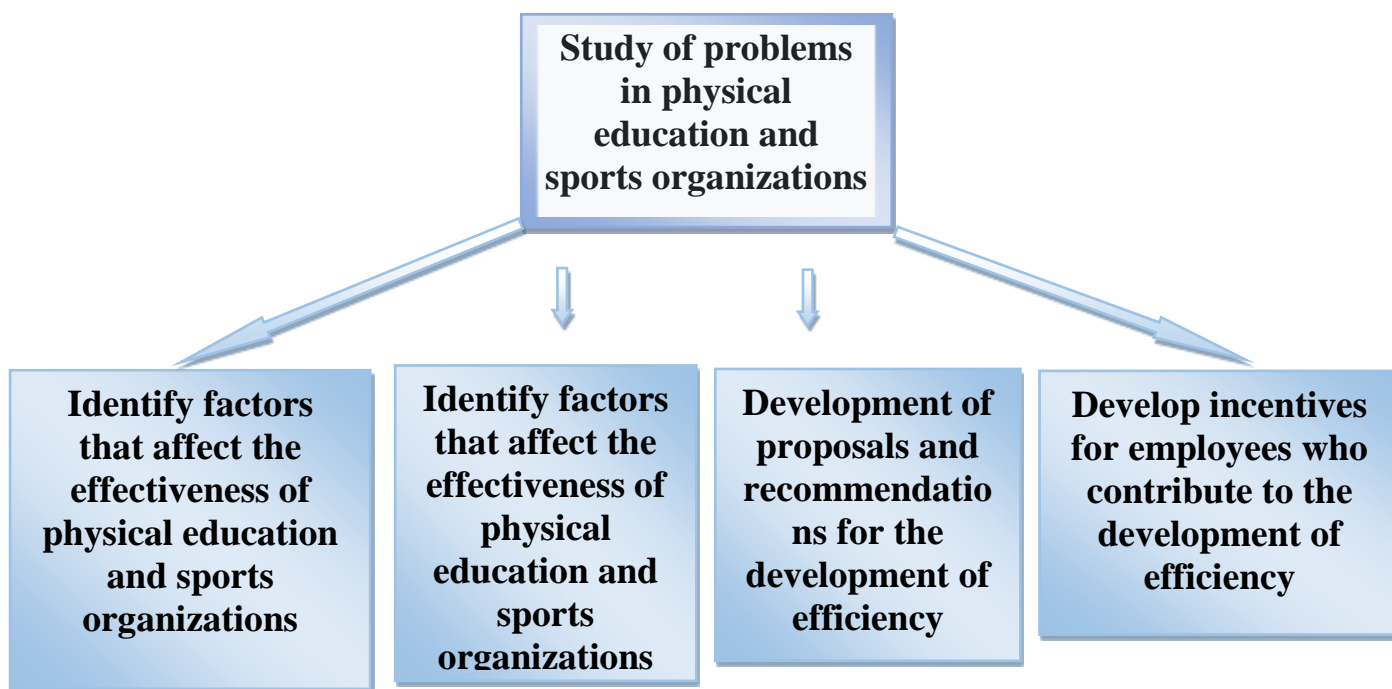 Study of problems
in physical
education and
sports organizations
Identify factors
that affect the
effectiveness of
physical education
and sports
organizations
Identify factors
that affect the
effectiveness of
physical
education and
sports
organizations
Development of
proposals and
recommendatio
ns for the
development of
efficiency
Develop incentives
for employees who
contribute to the
development of
efficiency